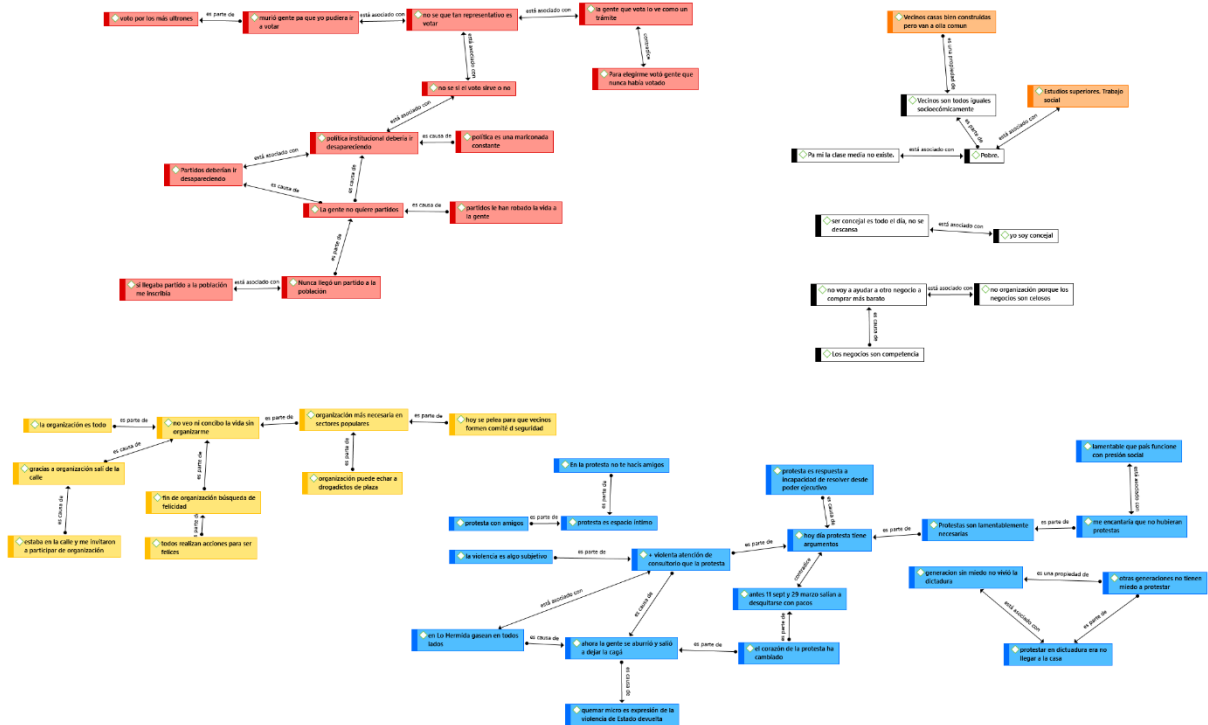 voto por los más ultrones
es parte de
murió gente pa que yo pudiera ir
a votar
está asociado con
no se que tan representativo es
votar
está asociado con
la gente que vota lo ve como un
trámite
contradice
Para elegirme votó gente que
nunca había votado
está asociado con
no se si el voto sirve o no
está asociado con
política institucional debería ir
desapareciendo
es causa de
política es una mariconada
constante
está asociado con
Partidos deberían ir
desapareciendo
es causa de
es causa de
La gente no quiere partidos
es causa de
partidos le han robado la vida a
la gente
es parte de
si llegaba partido a la población
me inscribía
está asociado con
Nunca llegó un partido a la
población
Vecinos casas bien construidas
pero van a olla comun
es una propiedad de
Vecinos son todos iguales
socioecómicamente
Estudios superiores. Trabajo
social
es parte de
está asociado con
Pa mi la clase media no existe.
está asociado con
Pobre.
ser concejal es todo el día, no se
descansa
está asociado con
yo soy concejal
no voy a ayudar a otro negocio a
comprar más barato
está asociado con
no organización porque los
negocios son celosos
es causa de
Los negocios son competencia
la organización es todo
es parte de
no veo ni concibo la vida sin
organizarme
es parte de
organización más necesaria en
sectores populares
es parte de
hoy se pelea para que vecinos
formen comité d seguridad
es causa de
gracias a organización salí de la
calle
es parte de
es parte de
organización puede echar a
drogadictos de plaza
fin de organización búsqueda de
felicidad
es causa de
es parte de
estaba en la calle y me invitaron
a participar de organización
todos realizan acciones para ser
felices
En la protesta no te hacís amigos
es parte de
protesta con amigos
es parte de
protesta es espacio íntimo
protesta es respuesta a
incapacidad de resolver desde
poder ejecutivo
es causa de
lamentable que país funcione
con presión social
está asociado con
me encantaría que no hubieran
protestas
es parte de
Protestas son lamentablemente
necesarias
es parte de
hoy día protesta tiene
argumentos
es parte de
la violencia es algo subjetivo
es parte de
+ violenta atención de
consultorio que la protesta
contradice
antes 11 sept y 29 marzo salían a
desquitarse con pacos
es parte de
está asociado con
es causa de
en Lo Hermida gasean en todos
lados
es causa de
ahora la gente se aburrió y salió
a dejar la cagá
es parte de
el corazón de la protesta ha
cambiado
es causa de
quemar micro es expresión de la
violencia de Estado devuelta
generacion sin miedo no vivió la
dictadura
es una propiedad de
otras generaciones no tienen
miedo a protestar
está asociado con
es parte de
protestar en dictuadura era no
llegar a la casa